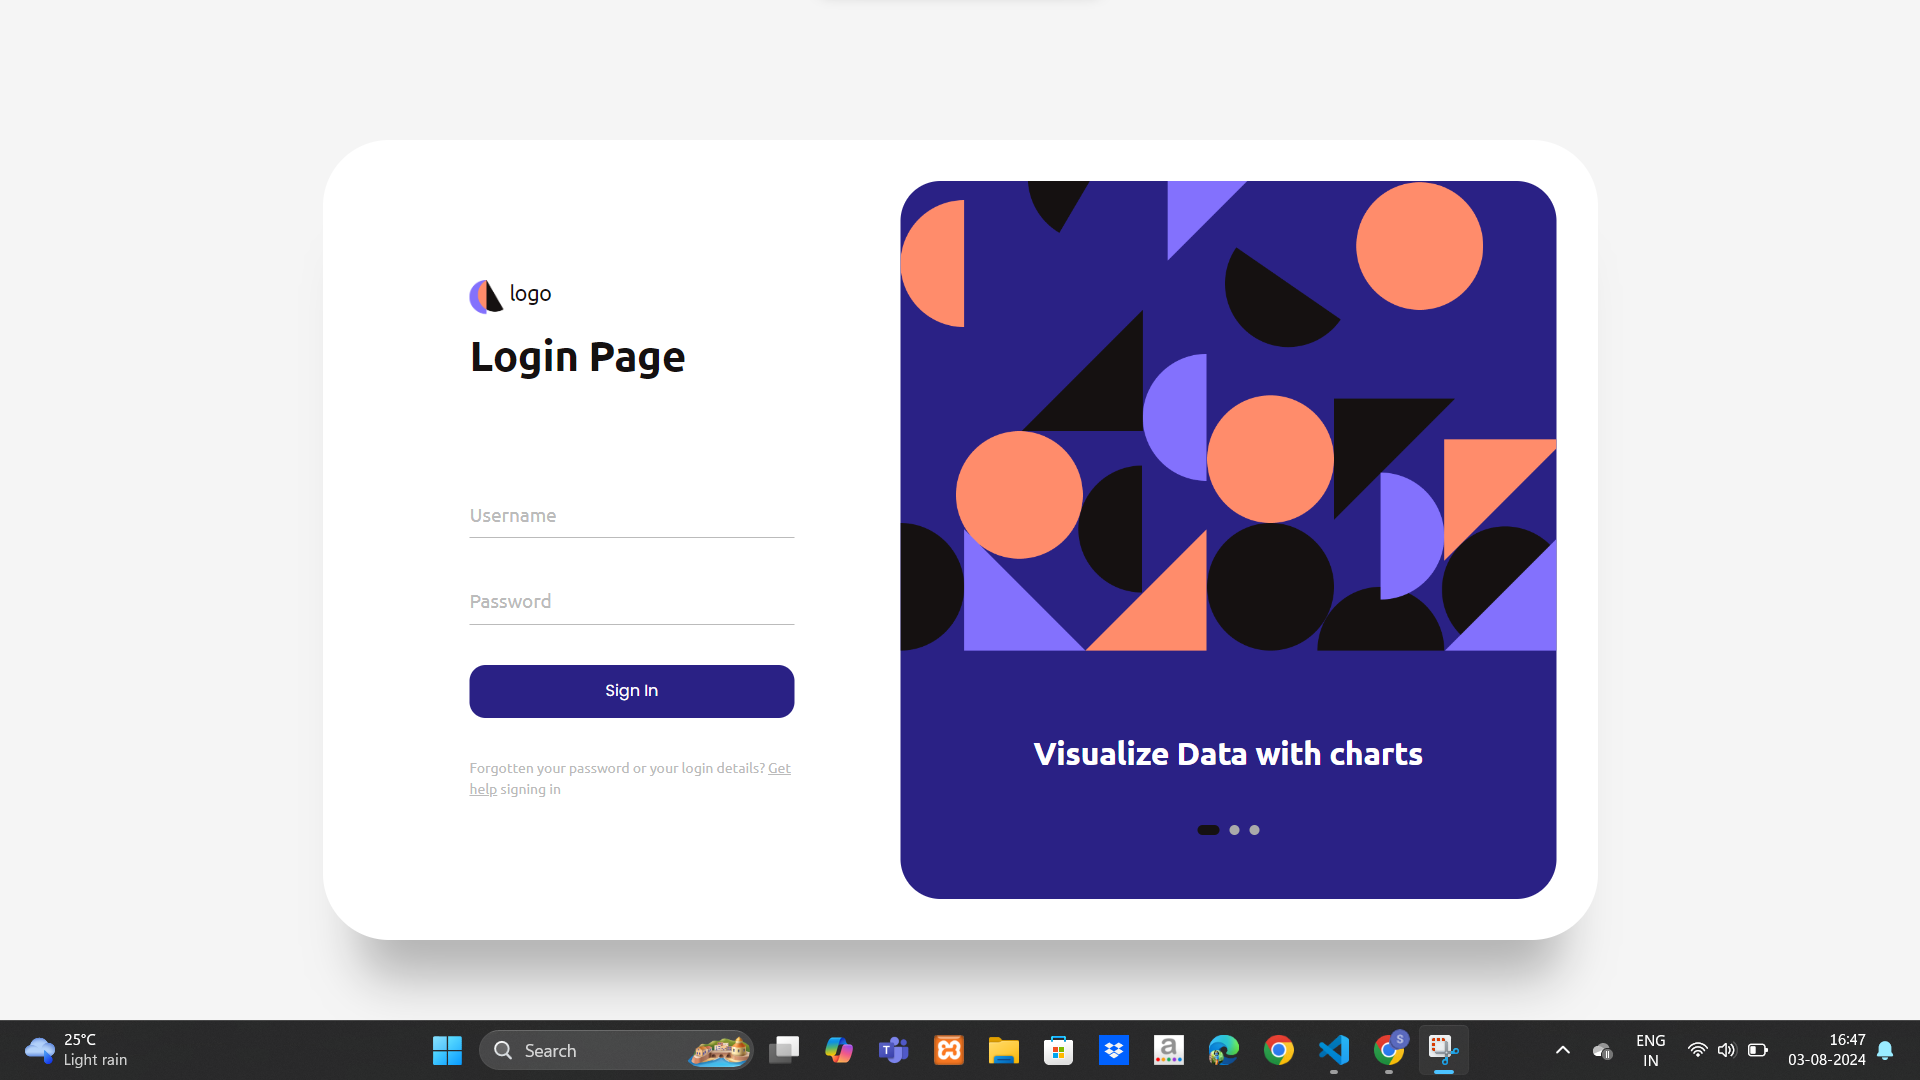 logo
Login Page
Username
Password
Sign In
Forgotten your password or your login details? Get
help signing in
Visualize Data with charts
25°C
Light rain
Search
ENG
IN
16:47
03-08-2024